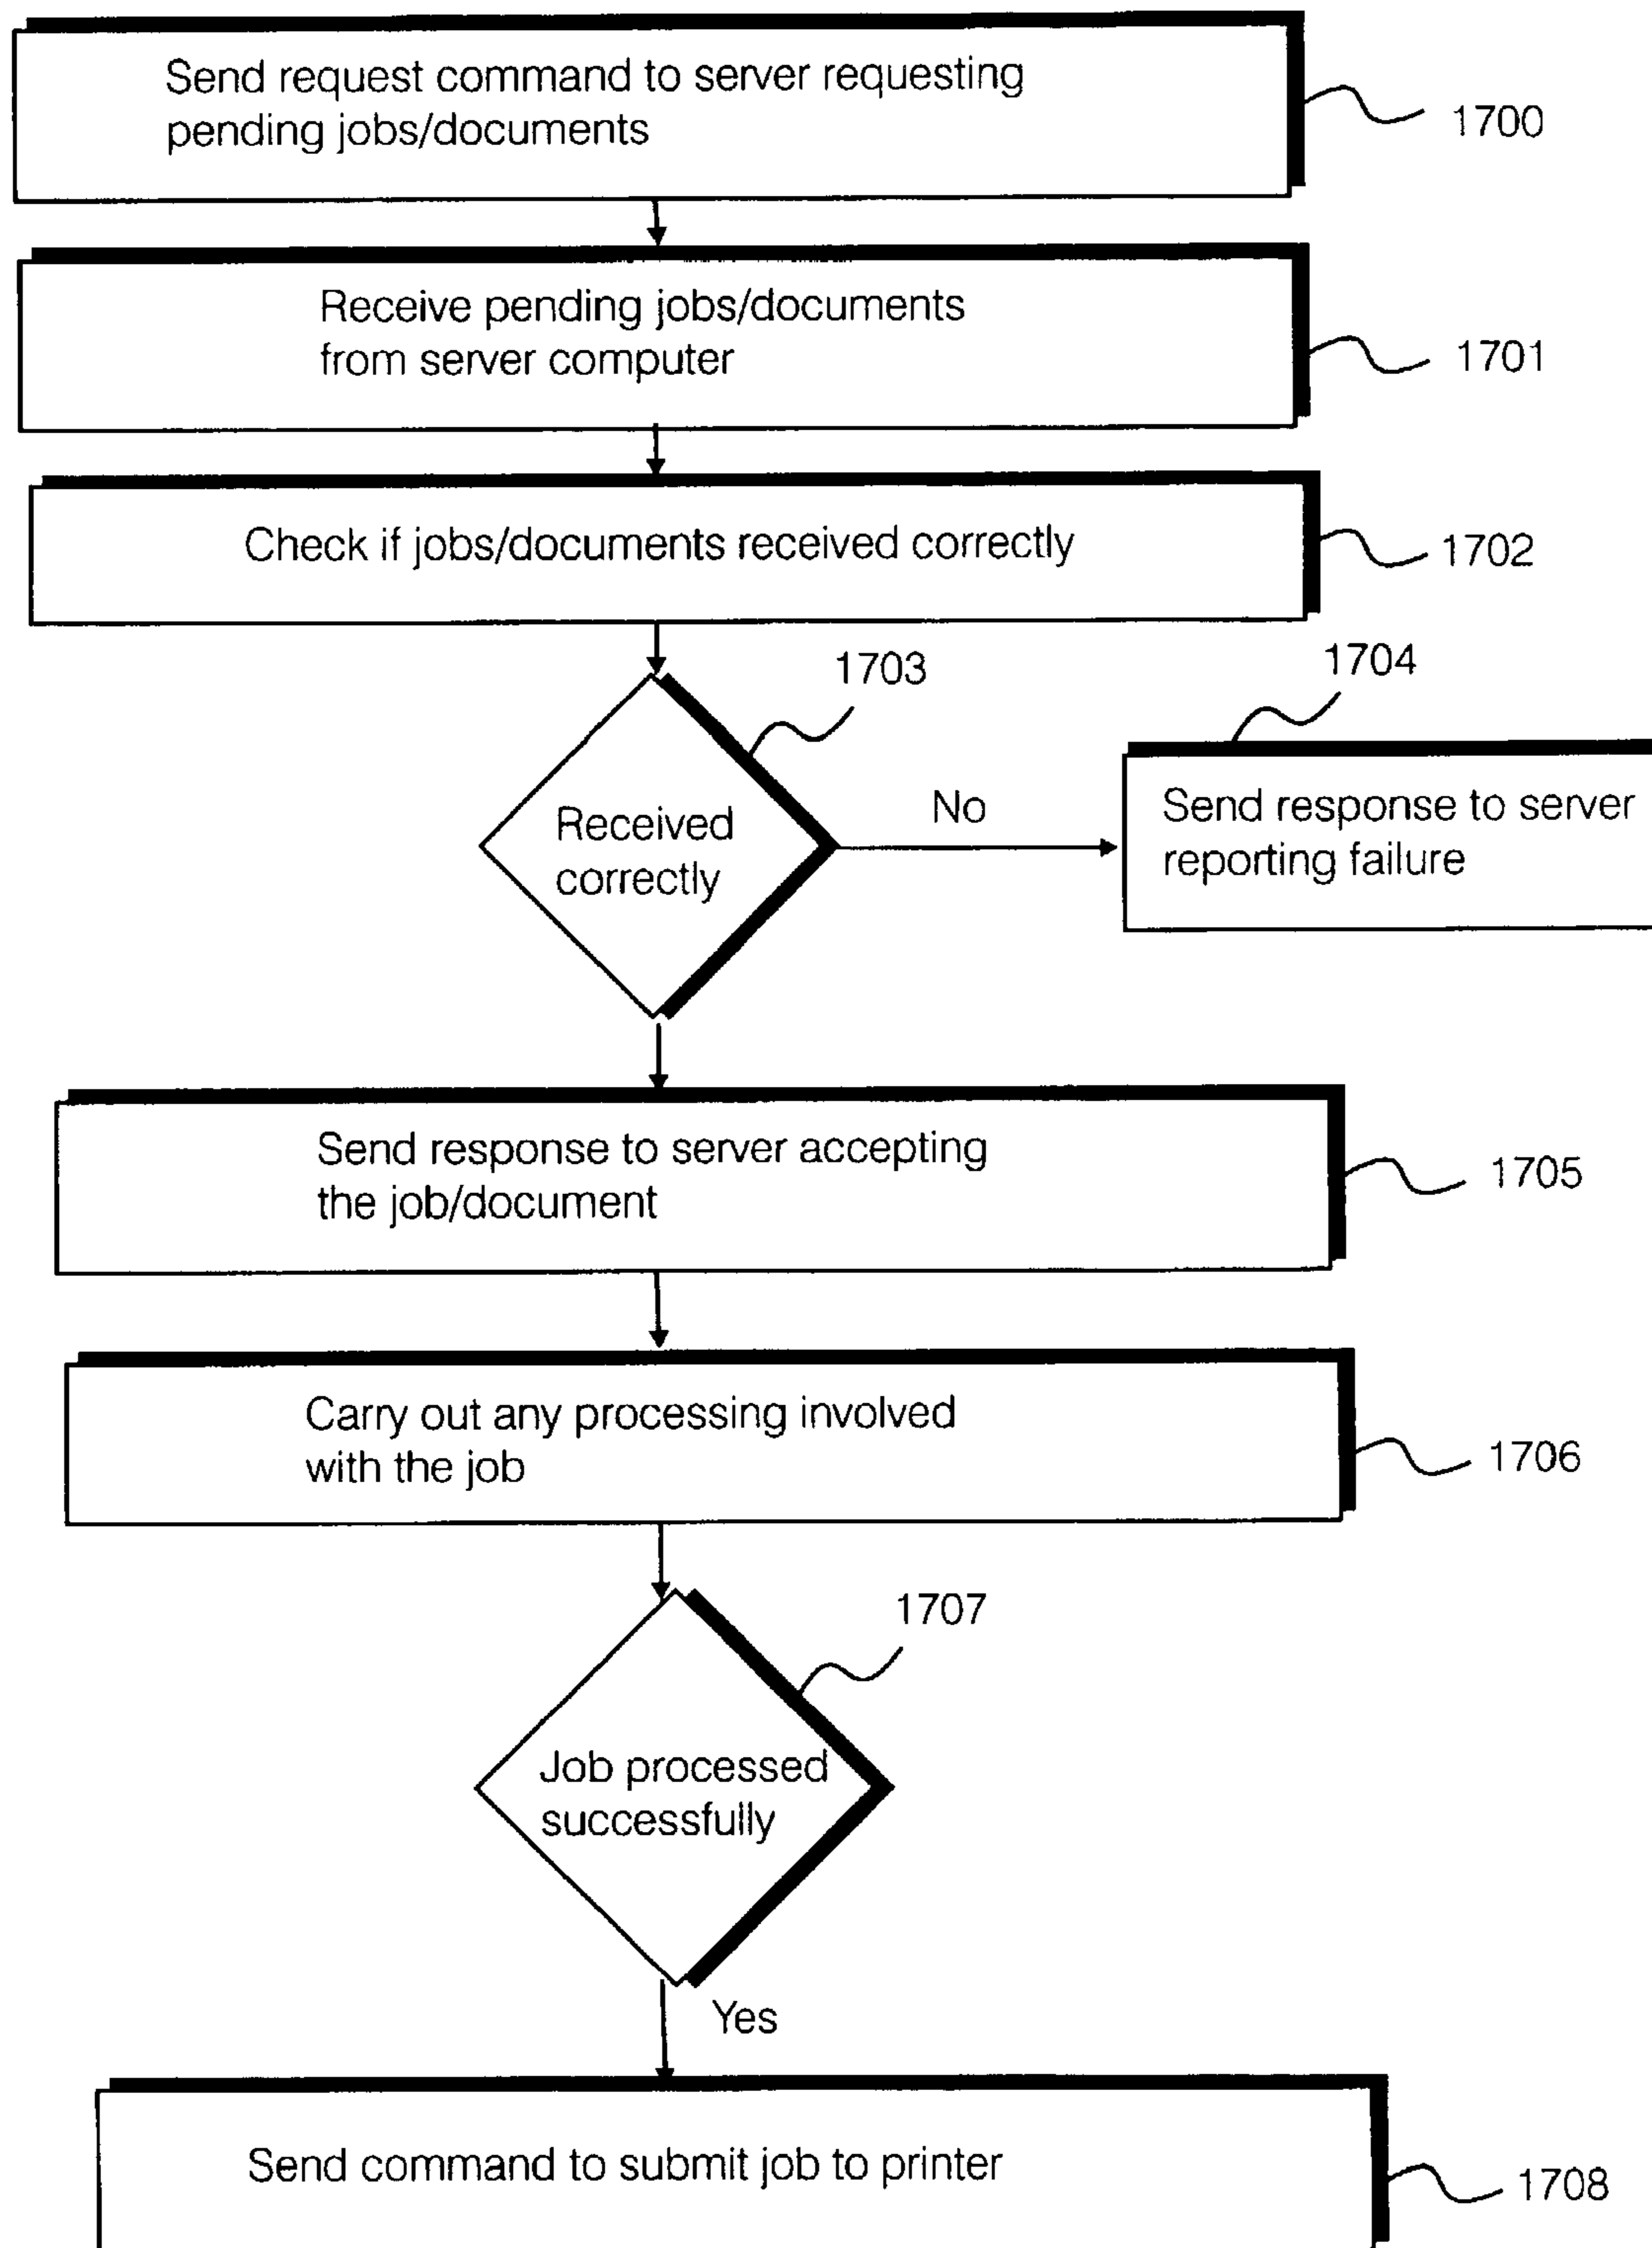 Send request command to server requesting
pending jobs/documents
1700
Receive pending jobs/documents
from server computer
1701
Check if jobs/documents received correctly
1702
1703
1704
Received
correctly
No
Send response to server
reporting failure
Send response to server accepting
the job/document
1705
Carry out any processing involved
with the job
1706
1707
Job processed
successfully
Yes
Send command to submit job to printer
1708